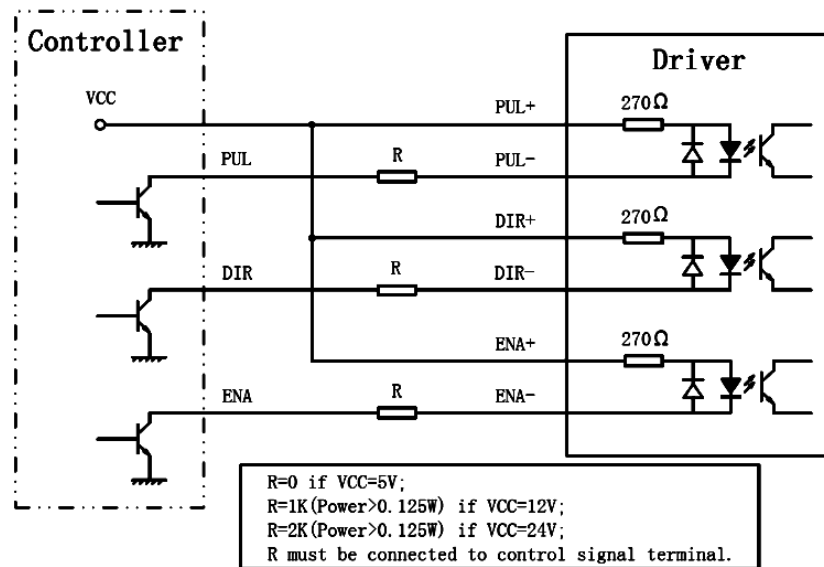 Controller
Driver
VCC
PUL+
270Ω
PUL
R
PUL-
DIR+
270Ω
DIR
R
DIR-
ENA+
270Ω
ENA
R
ENA-
R=0 if VCC=5V;
R=1K(Power>0.125W) if VCC=12V;
R=2K(Power>0.125W) if VCC=24V;
R must be connected to control signal terminal.